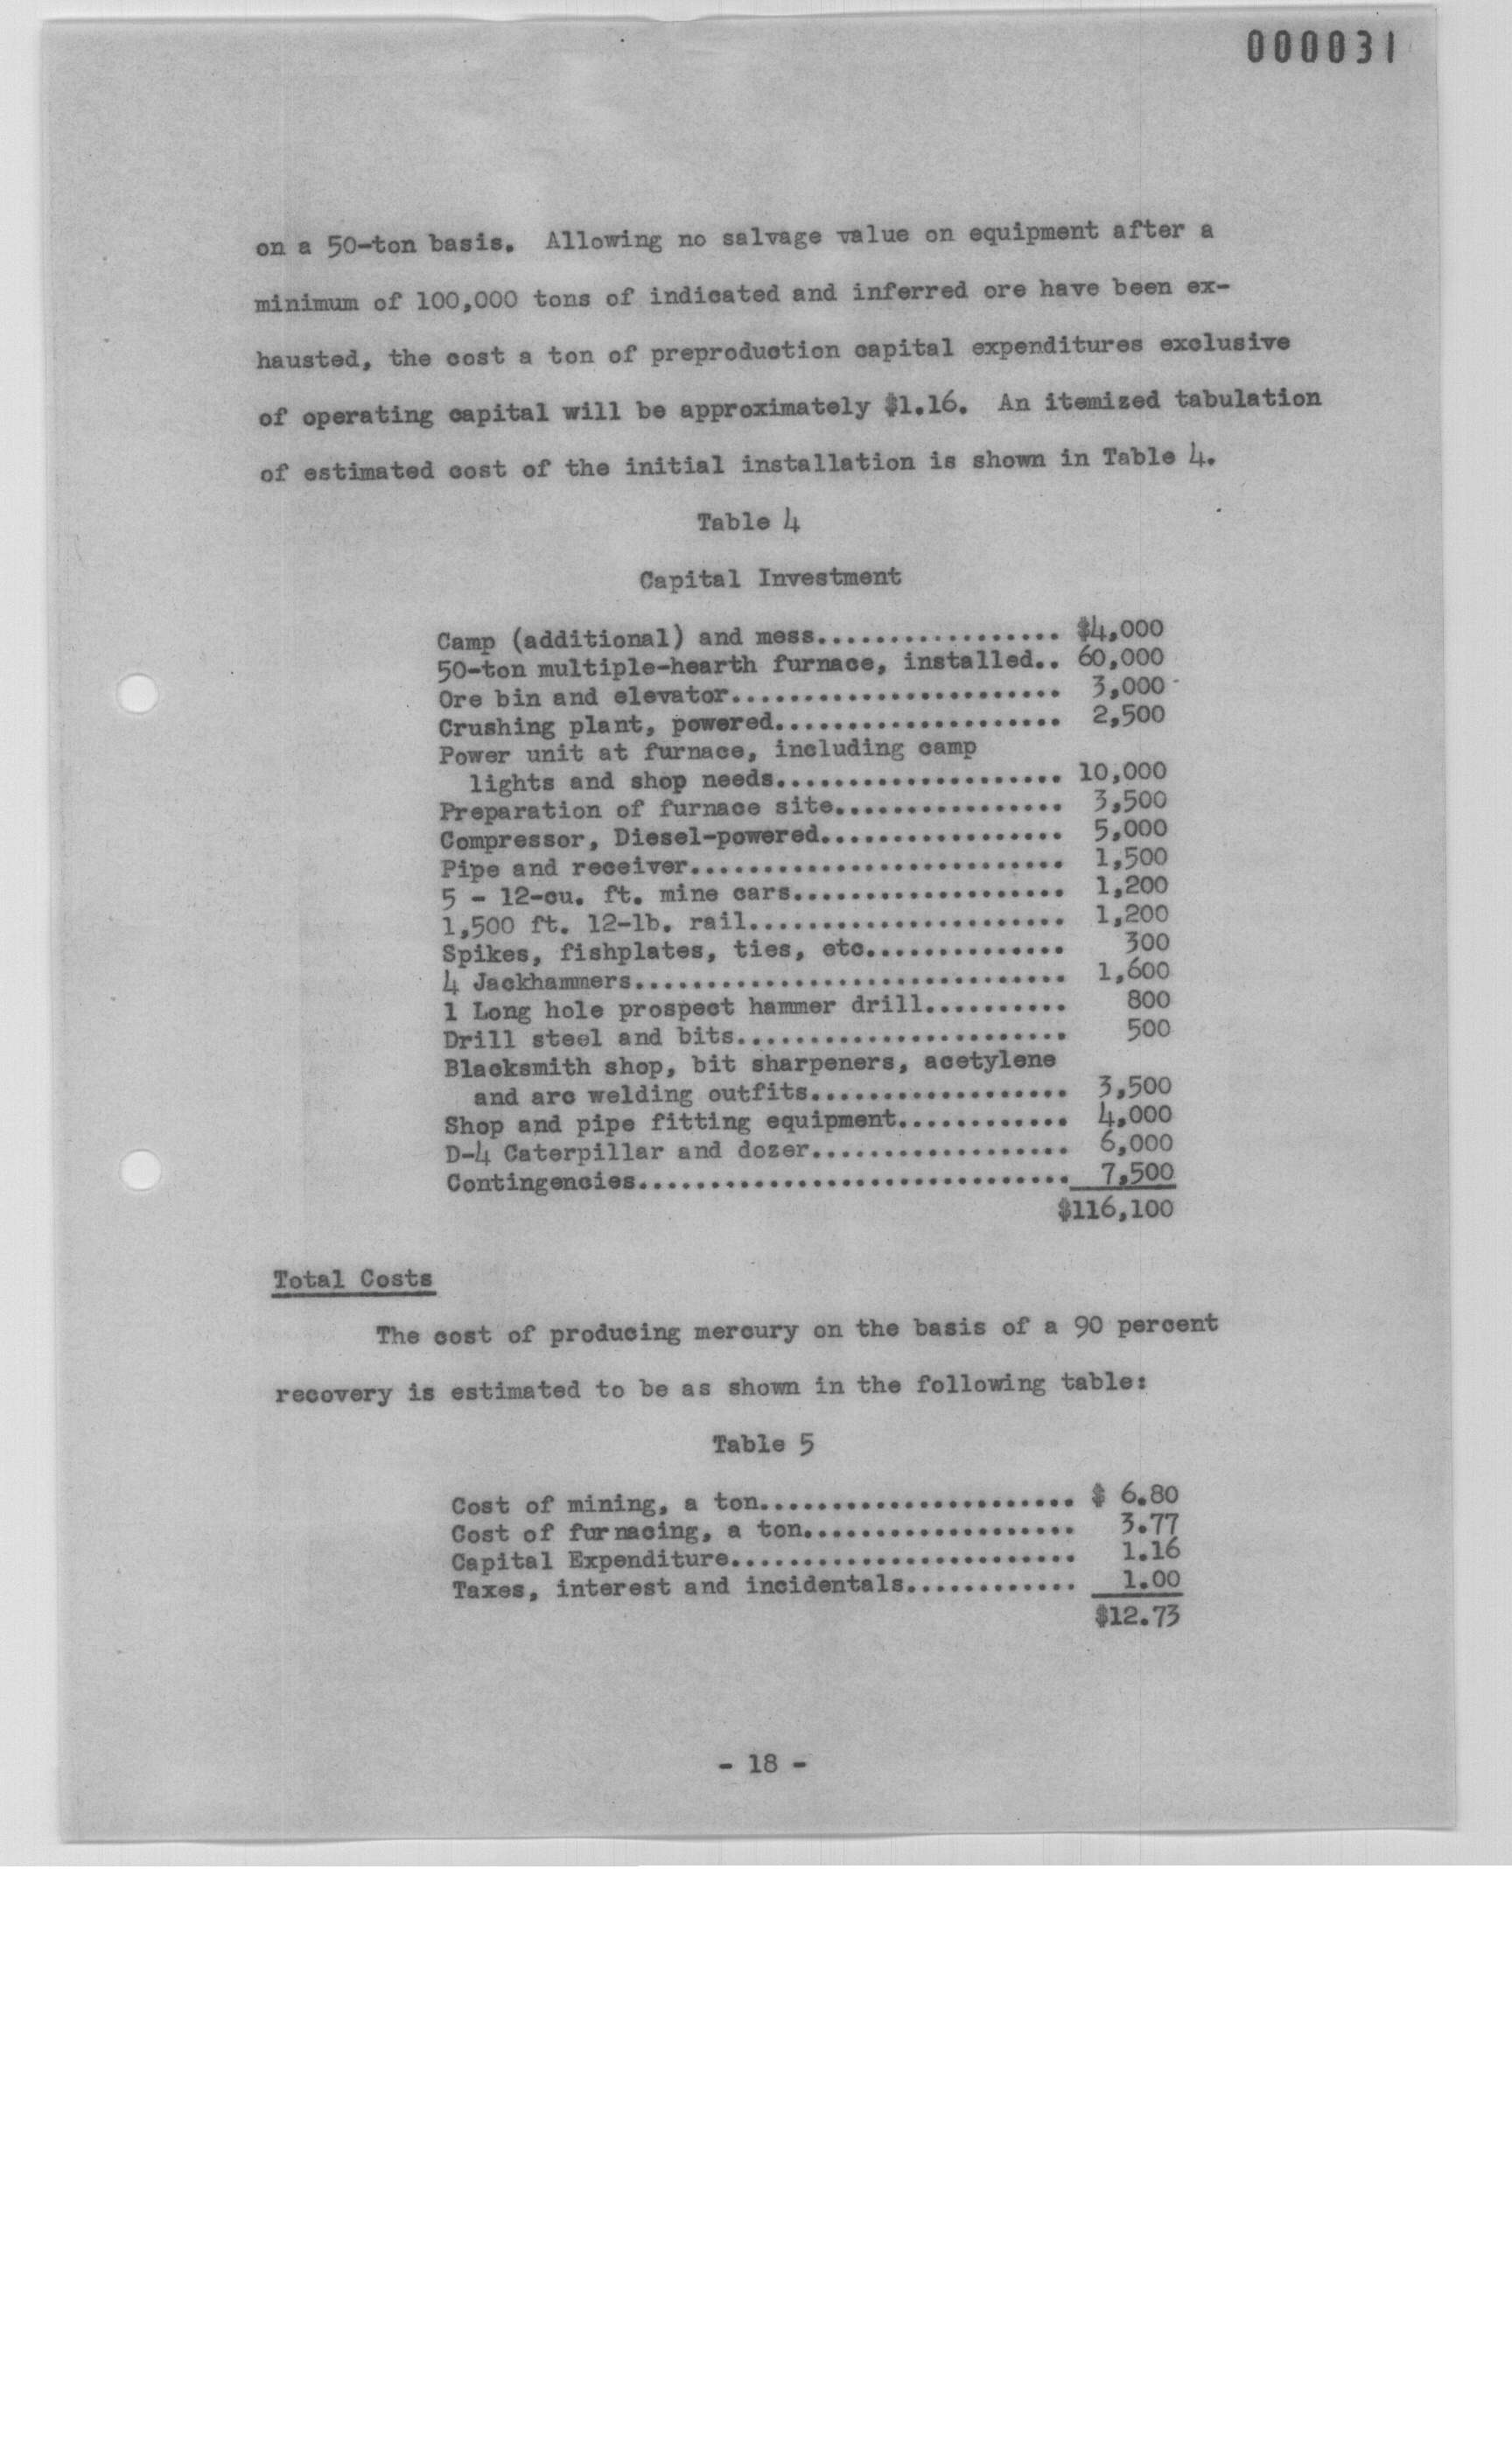 000031
on a 50-ton basis. Allowing no salvage value on equipment after a
minimum of 100,000 tons of indicated and inferred ore have been ex-
hausted, the cost a ton of preproduction capital expenditures exclusive
of operating capital will be approximately $1.16. An itemized tabulation
of estimated cost of the initial installation is shown in Table 4.
Table 4
Capital Investment
Camp (additional) and mess................. $4,000
50-ton multiple-hearth furnace, installed.. 60,000
Ore bin and elevator....................... 3,000
Crushing plant, powered.................... 2,500
Power unit at furnace, including camp
lights and shop needs.................... 10,000
Preparation of furnace site................ 3,500
Compressor, Diesel-powered................. 5,000
Pipe and receiver.......................... 1,500
5 - 12-cu. ft. mine cars................... 1,200
1,500 ft. 12-lb. rail...................... 1,200
Spikes, fishplates, ties, etc.............. 300
4 Jackhammers.............................. 1,600
1 Long hole prospect hammer drill.......... 800
Drill steel and bits....................... 500
Blacksmith shop, bit sharpeners, acetylene
and arc welding outfits.................. 3,500
Shop and pipe fitting equipment............ 4,000
D-4 Caterpillar and dozer.................. 6,000
Contingencies.............................. 7,500
$116,100
Total Costs
The cost of producing mercury on the basis of a 90 percent
recovery is estimated to be as shown in the following table:
Table 5
Cost of mining, a ton...................... $ 6.80
Cost of furnacing, a ton................... 3.77
Capital Expenditure........................ 1.16
Taxes, interest and incidentals............ 1.00
$12.73
- 18 -